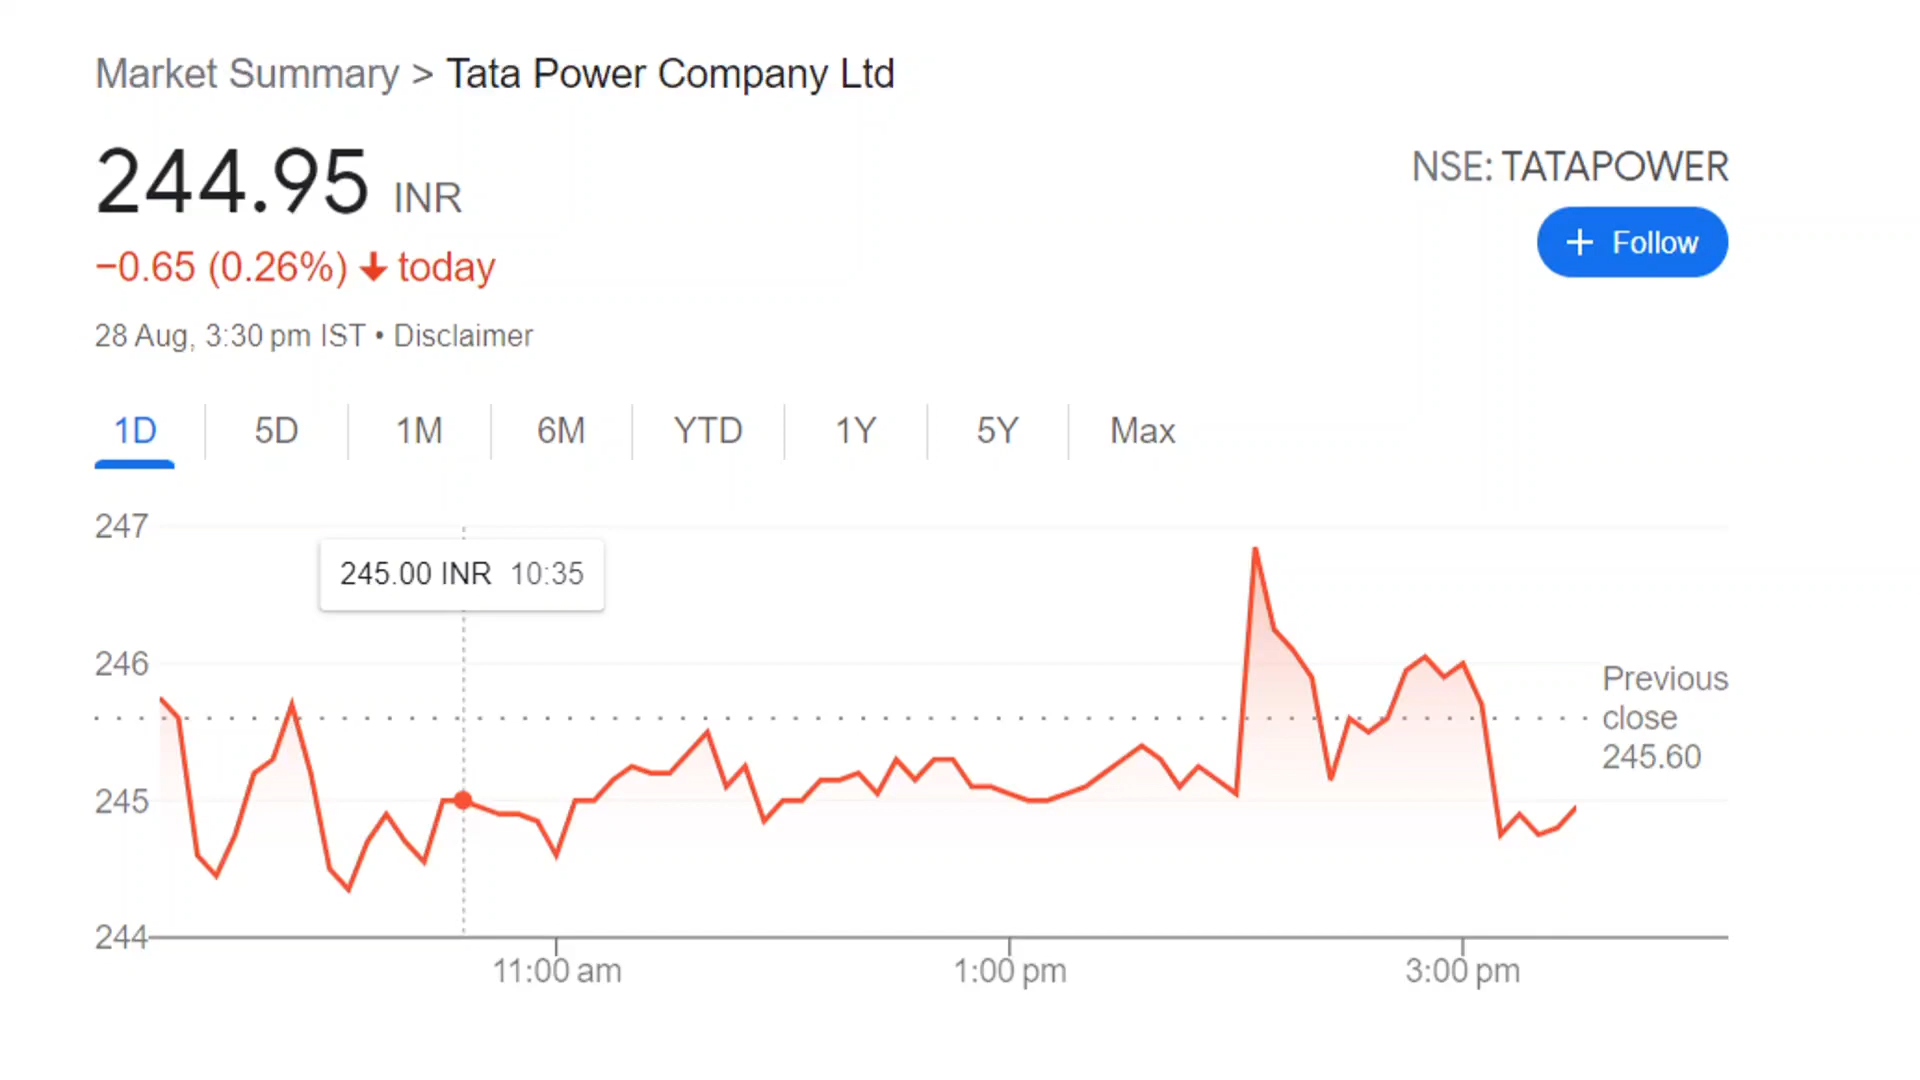 Market Summary > Tata Power Company Ltd
244.95 INR
NSE: TATAPOWER
+ Follow
−0.65 (0.26%) ↓ today
28 Aug, 3:30 pm IST • Disclaimer
1D 5D 1M 6M YTD 1Y 5Y Max
247
245.00 INR 10:35
246
Previous
close
245.60
245
244
11:00 am 1:00 pm 3:00 pm